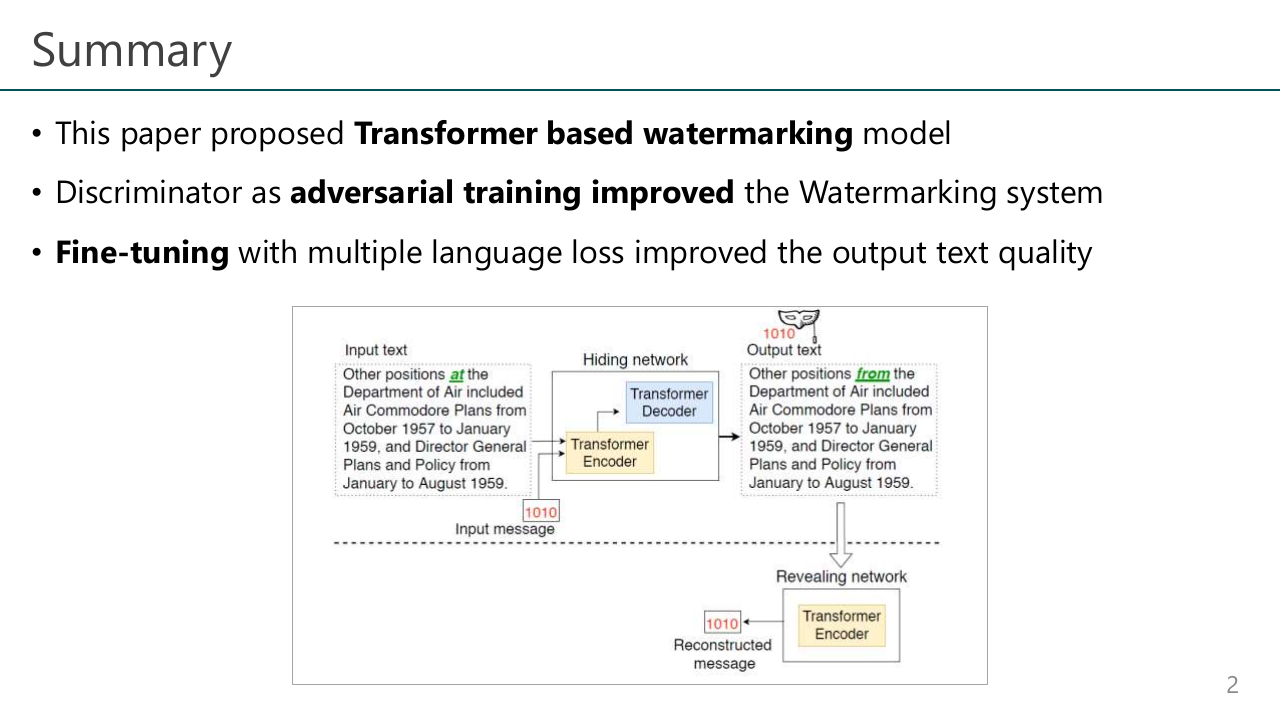 Summary
• This paper proposed Transformer based watermarking model
• Discriminator as adversarial training improved the Watermarking system
• Fine-tuning with multiple language loss improved the output text quality
Input text
Other positions at the
Department of Air included
Air Commodore Plans from
October 1957 to January
1959, and Director General
Plans and Policy from
January to August 1959.
1010
Input message
Hiding network
Transformer
Decoder
Transformer
Encoder
1010
Output text
Other positions from the
Department of Air included
Air Commodore Plans from
October 1957 to January
1959, and Director General
Plans and Policy from
January to August 1959.
Revealing network
Transformer
Encoder
1010
Reconstructed
message
2